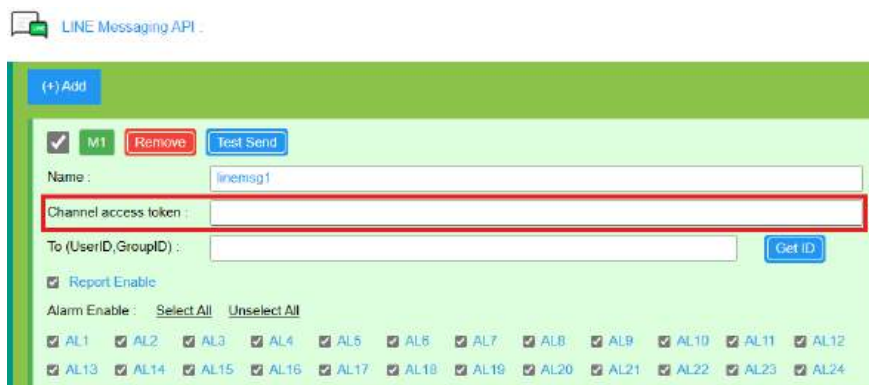 LINE Messaging API :
(+) Add
M1 Remove Test Send
Name : linemsg1
Channel access token :
To (UserID,GroupID) : Get ID
Report Enable
Alarm Enable : Select All Unselect All
AL1 AL2 AL3 AL4 AL5 AL6 AL7 AL8 AL9 AL10 AL11 AL12
AL13 AL14 AL15 AL16 AL17 AL18 AL19 AL20 AL21 AL22 AL23 AL24